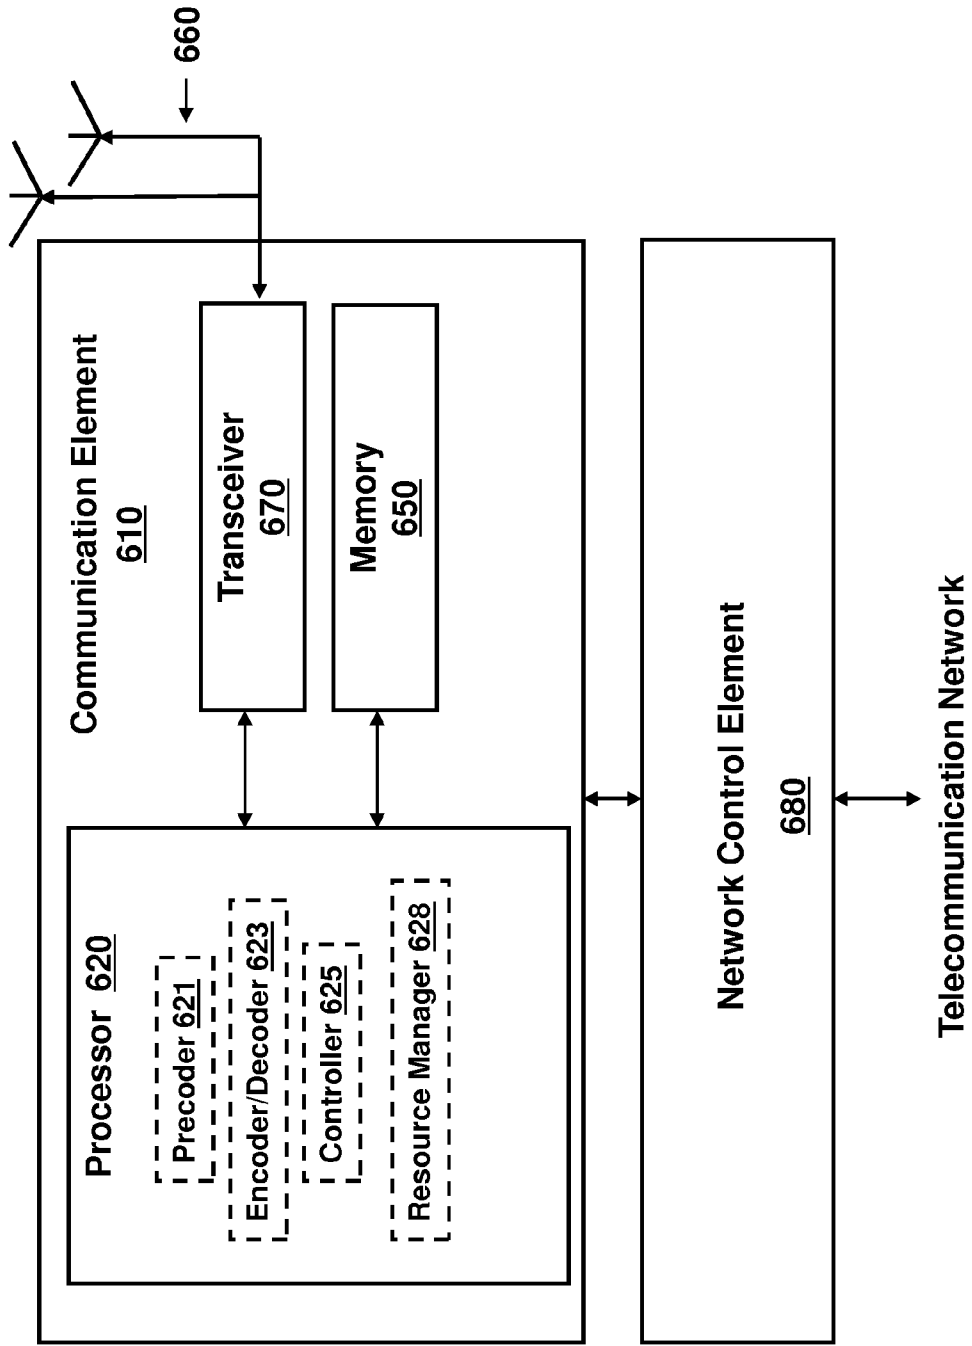 Communication Element
610
660
Processor 620
Precoder 621
Encoder/Decoder 623
Controller 625
Resource Manager 628
Transceiver
670
Memory
650
Network Control Element
680
Telecommunication Network